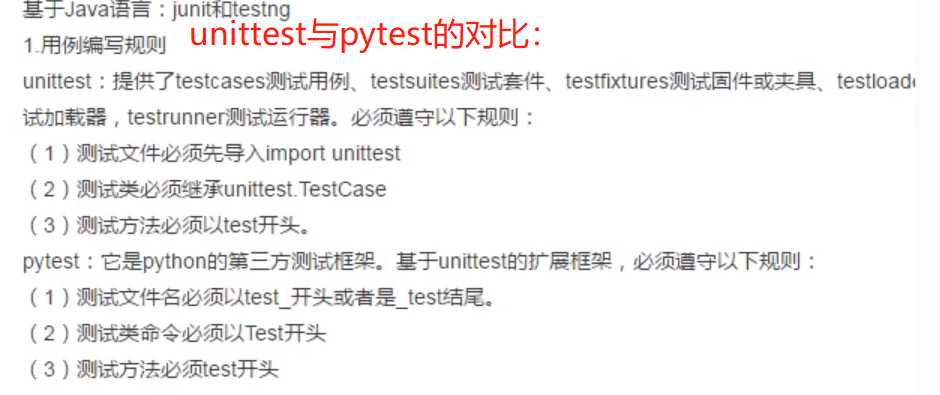 基于Java语言：junit和testng
unittest与pytest的对比：
1.用例编写规则
unittest：提供了testcases测试用例、testsuites测试套件、testfixtures测试固件或夹具、testloade
试加载器，testrunner测试运行器。必须遵守以下规则：
（1）测试文件必须先导入import unittest
（2）测试类必须继承unittest.TestCase
（3）测试方法必须以test开头。
pytest：它是python的第三方测试框架。基于unittest的扩展框架，必须遵守以下规则：
（1）测试文件名必须以test_开头或者是_test结尾。
（2）测试类命令必须以Test开头
（3）测试方法必须test开头